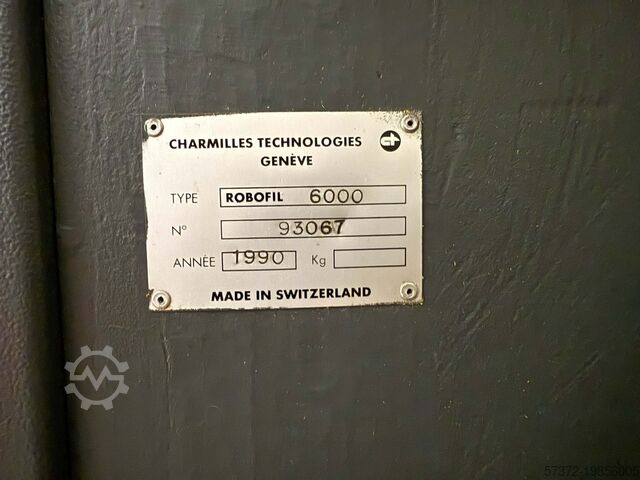 CHARMILLES TECHNOLOGIES
GENÈVE
TYPE ROBOFIL 6000
N° 93067
ANNÉE 1990 Kg
MADE IN SWITZERLAND
57372-19856005